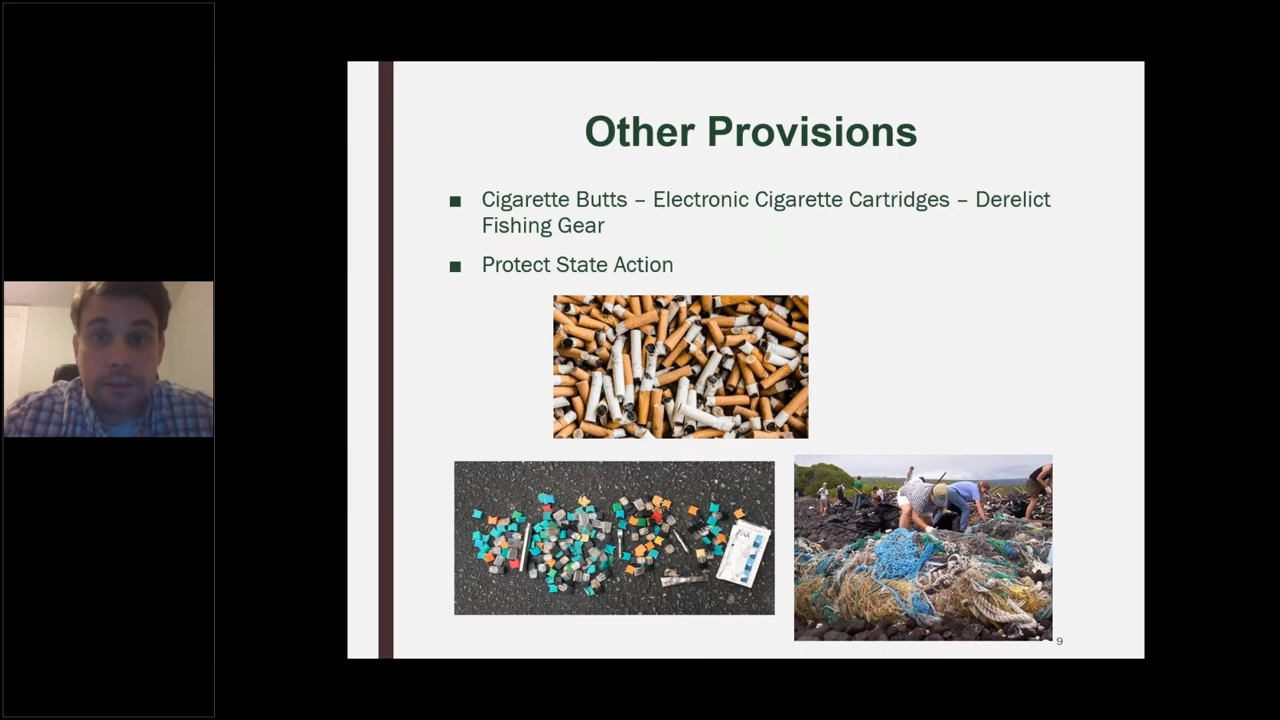 Other Provisions
■ Cigarette Butts – Electronic Cigarette Cartridges – Derelict
Fishing Gear
■ Protect State Action
9